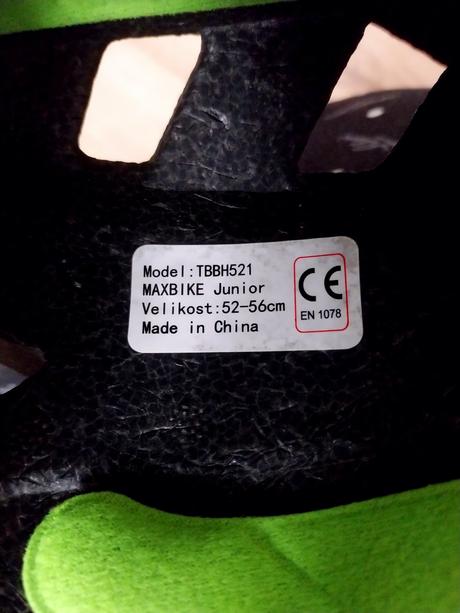 Model:TBBH521
MAXBIKE Junior
Velikost:52-56cm
Made in China
CE
EN 1078